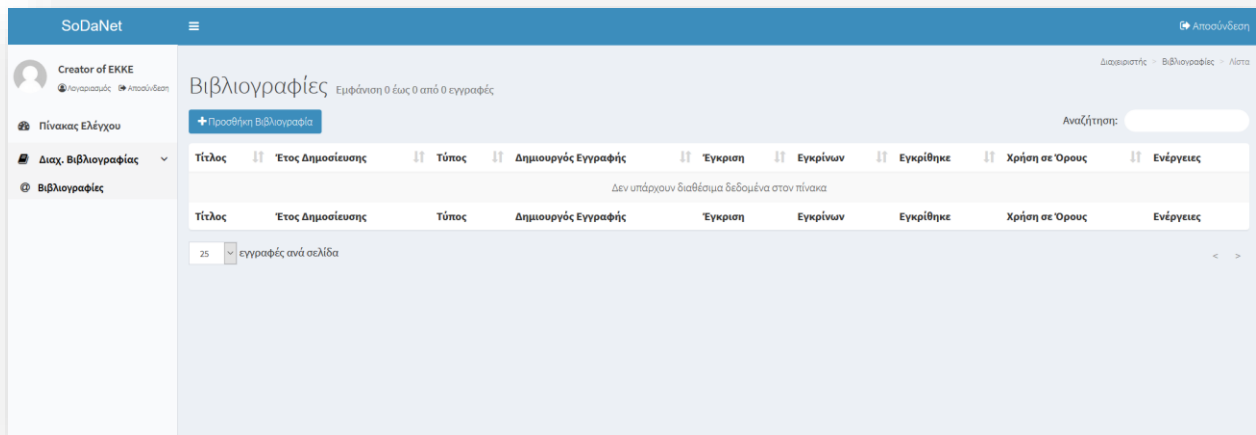 SoDaNet
Αποσύνδεση
Creator of EKKE
Λογαριασμός Αποσύνδεση
Διαχειριστής > Βιβλιογραφίες > Λίστα
Βιβλιογραφίες Εμφάνιση 0 έως 0 από 0 εγγραφές
Πίνακας Ελέγχου
+Προσθήκη Βιβλιογραφία
Αναζήτηση:
Διαχ. Βιβλιογραφίας
@ Βιβλιογραφίες
Τίτλος Έτος Δημοσίευσης Τύπος Δημιουργός Εγγραφής Έγκριση Εγκρίνων Εγκρίθηκε Χρήση σε Όρους Ενέργειες
Δεν υπάρχουν διαθέσιμα δεδομένα στον πίνακα
Τίτλος Έτος Δημοσίευσης Τύπος Δημιουργός Εγγραφής Έγκριση Εγκρίνων Εγκρίθηκε Χρήση σε Όρους Ενέργειες
25 εγγραφές ανά σελίδα
< >